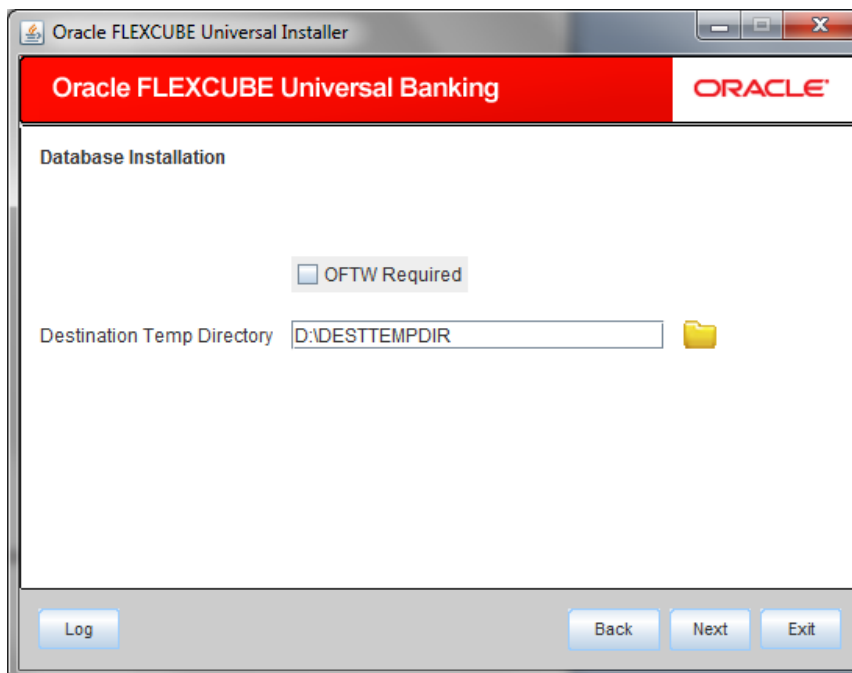 Oracle FLEXCUBE Universal Installer
Oracle FLEXCUBE Universal Banking
ORACLE®
Database Installation
OFTW Required
Destination Temp Directory D:\DESTTEMPDIR
Log Back Next Exit